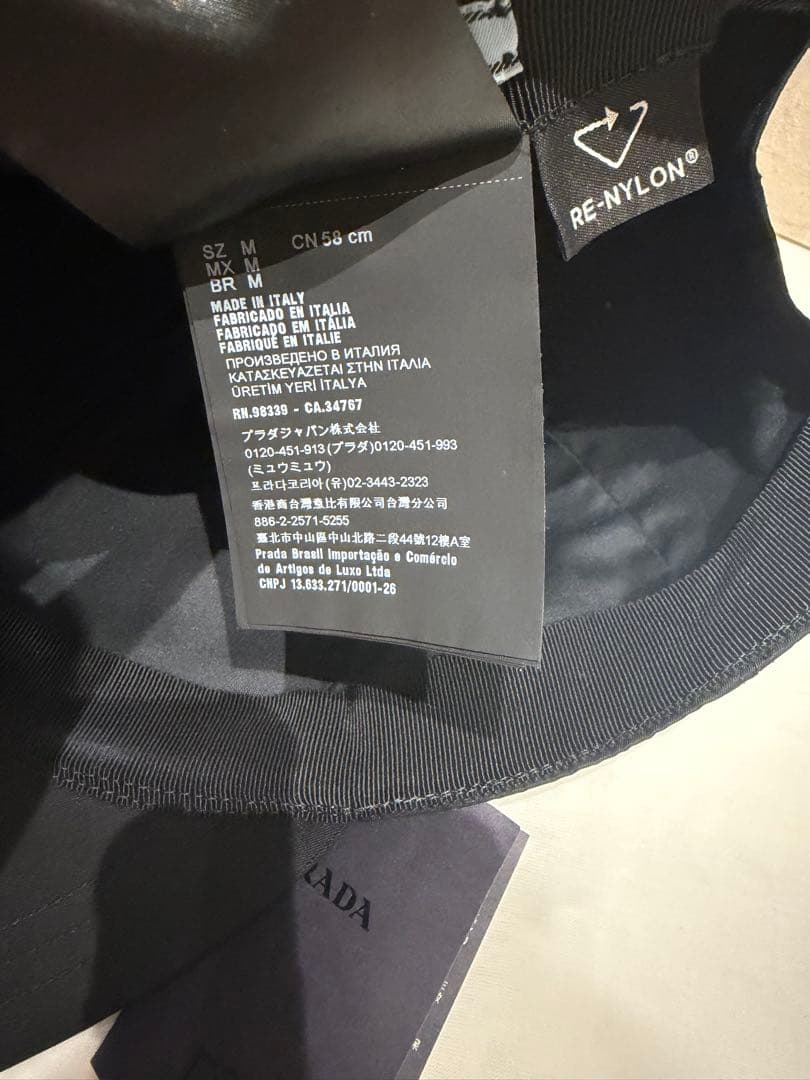 RE-NYLON®
SZ M CN 58 cm
MX M
BR M
MADE IN ITALY
FABRICADO EN ITALIA
FABRICADO EM ITÁLIA
FABRIQUÉ EN ITALIE
ПРОИЗВЕДЕНО В ИТАЛИЯ
ΚΑΤΑΣΚΕΥΑΖΕΤΑΙ ΣΤΗΝ ΙΤΑΛΙΑ
ÜRETİM YERİ İTALYA
RN.98339 - CA.34767
プラダジャパン株式会社
0120-451-913(プラダ)0120-451-993
(ミュウミュウ)
프라다코리아(유)02-3443-2323
香港商台灣意比有限公司台灣分公司
886-2-2571-5255
臺北市中山區中山北路二段44號12樓A室
Prada Brasil Importação e Comércio
de Artigos de Luxo Ltda
CNPJ 13.633.271/0001-26
RADA